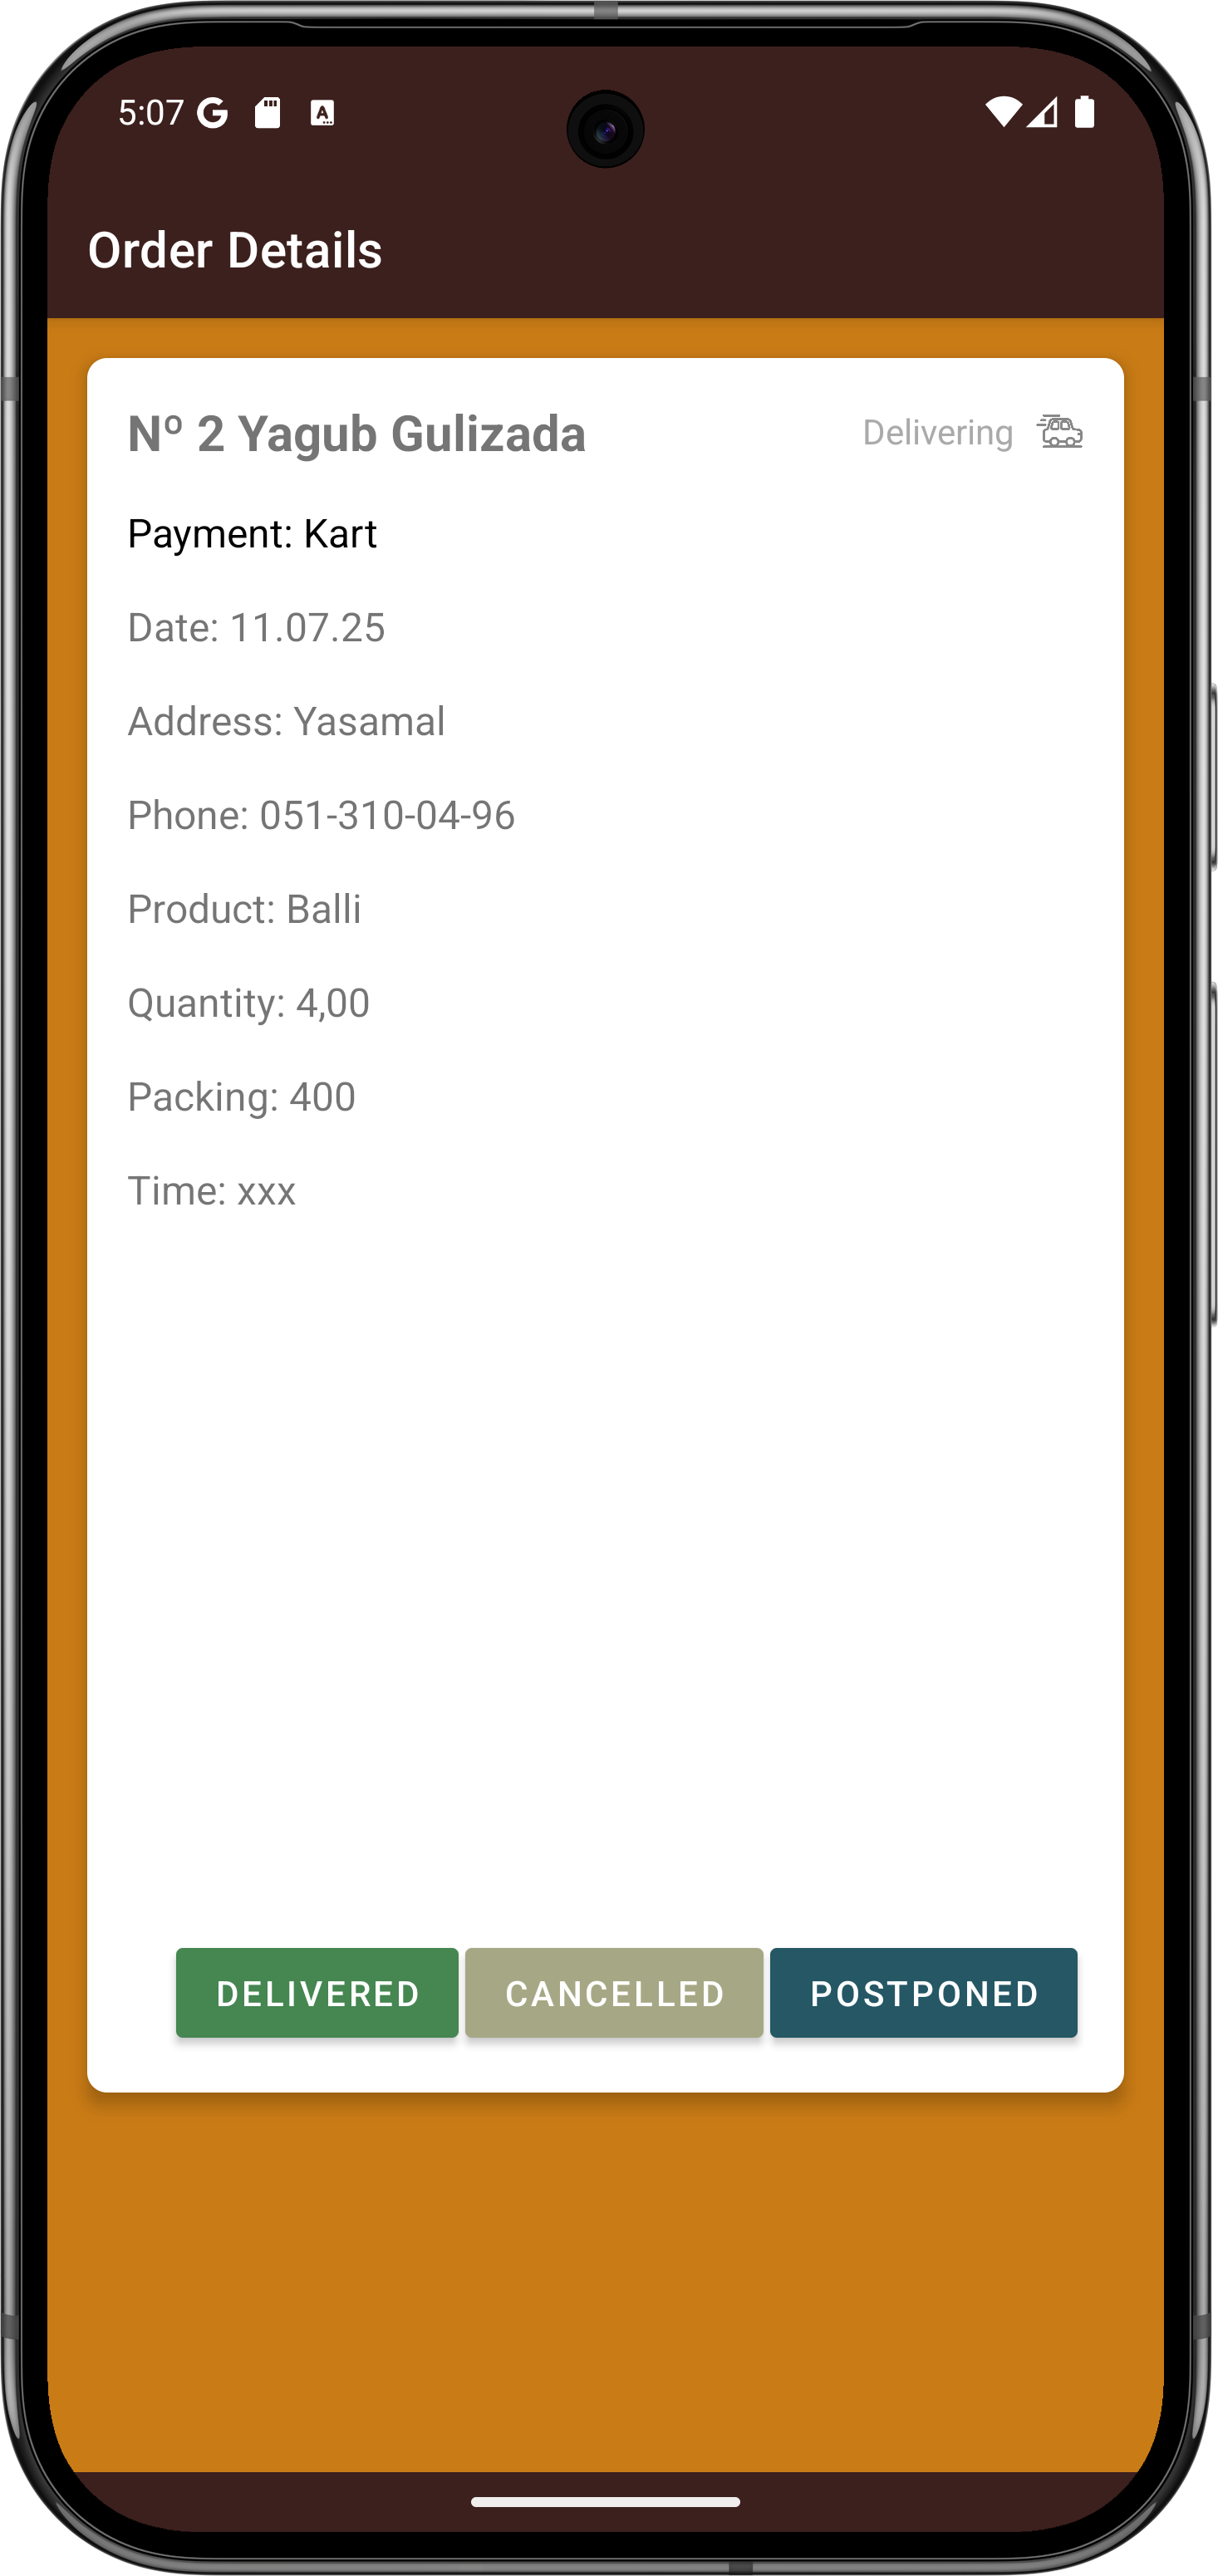 5:07
Order Details
Nº 2 Yagub Gulizada
Delivering
Payment: Kart
Date: 11.07.25
Address: Yasamal
Phone: 051-310-04-96
Product: Balli
Quantity: 4,00
Packing: 400
Time: xxx
DELIVERED CANCELLED POSTPONED